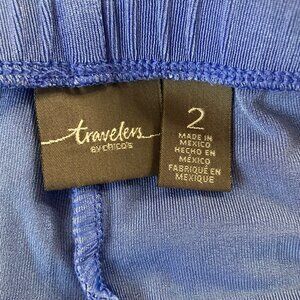 travelers
BY CHICO'S
2
MADE IN
MEXICO
HECHO EN
MÉXICO
FABRIQUÉ EN
MEXIQUE